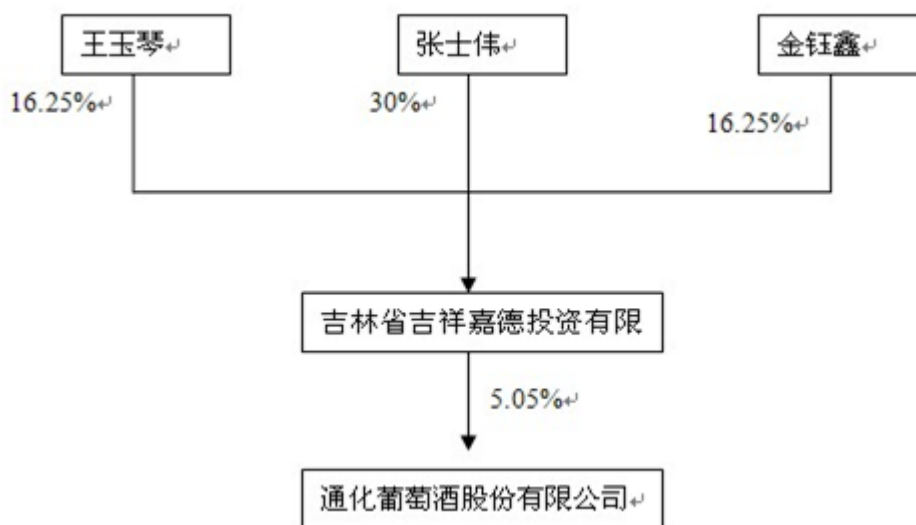 王玉琴
张士伟
金钰鑫
16.25%
30%
16.25%
吉林省吉祥嘉德投资有限
5.05%
通化葡萄酒股份有限公司